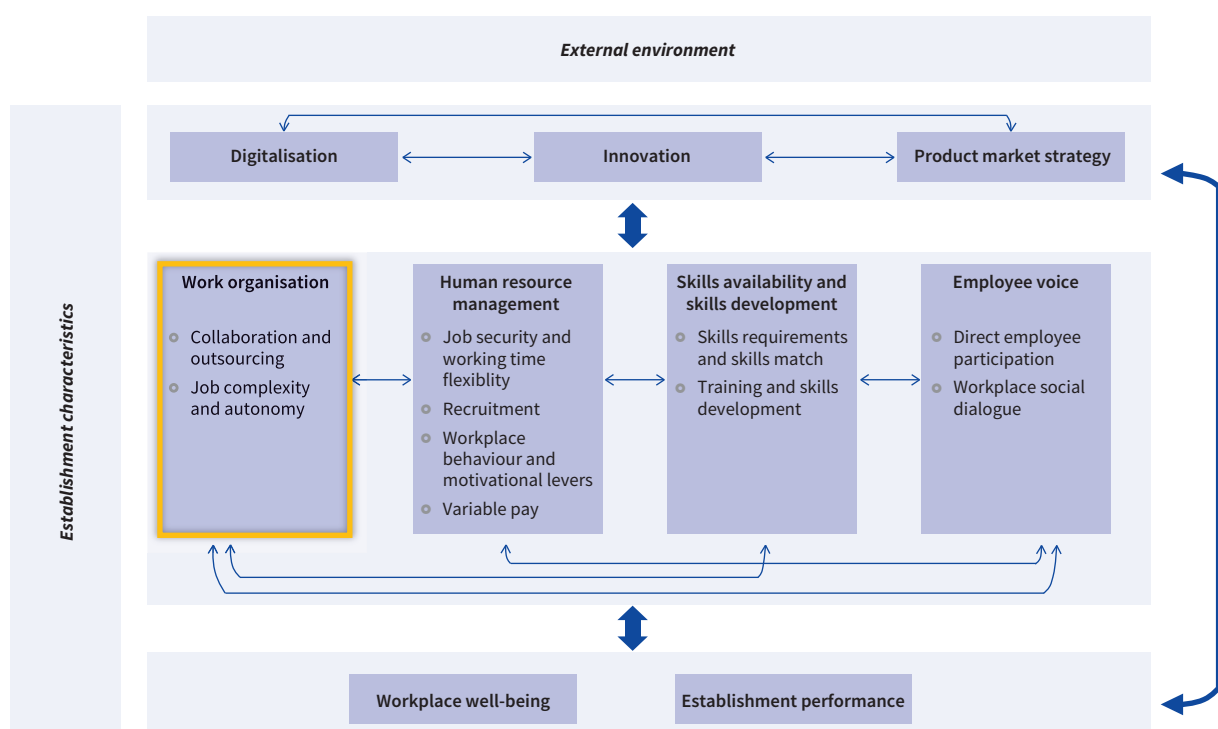 External environment
Establishment characteristics
Digitalisation
Innovation
Product market strategy
Work organisation
Collaboration and
outsourcing
Job complexity
and autonomy
Human resource
management
Job security and
working time
flexiblity
Recruitment
Workplace
behaviour and
motivational levers
Variable pay
Skills availability and
skills development
Skills requirements
and skills match
Training and skills
development
Employee voice
Direct employee
participation
Workplace social
dialogue
Workplace well-being
Establishment performance